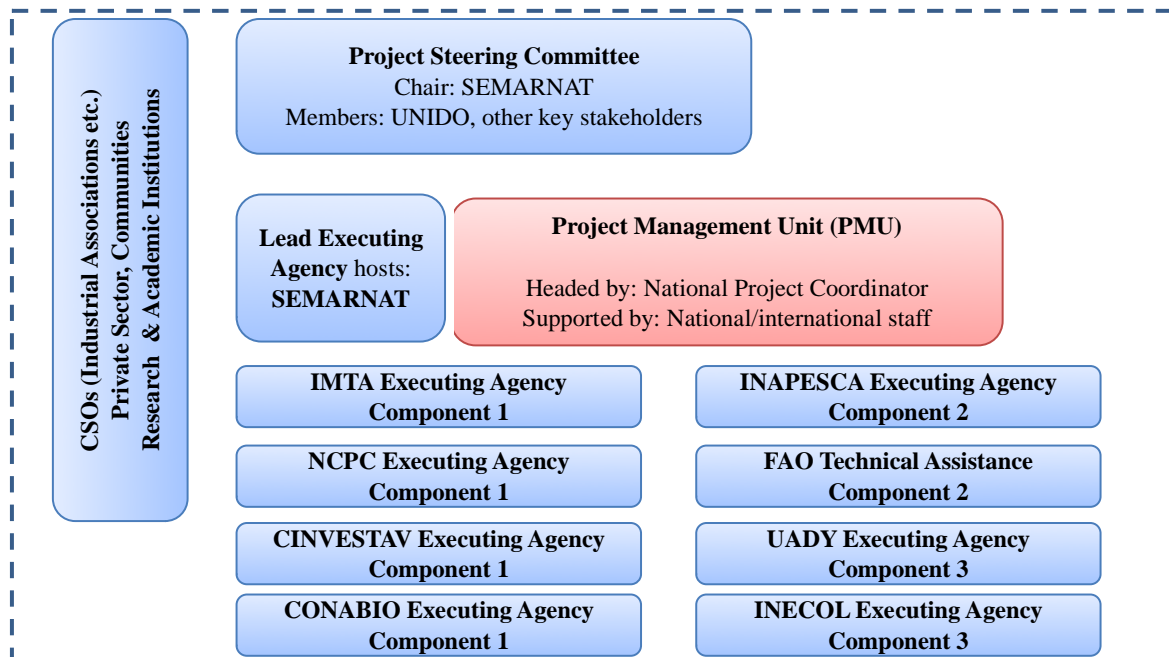 CSOs (Industrial Associations etc.)
Private Sector, Communities
Research & Academic Institutions
Project Steering Committee
Chair: SEMARNAT
Members: UNIDO, other key stakeholders
Lead Executing
Agency hosts:
SEMARNAT
Project Management Unit (PMU)
Headed by: National Project Coordinator
Supported by: National/international staff
IMTA Executing Agency
Component 1
INAPESCA Executing Agency
Component 2
NCPC Executing Agency
Component 1
FAO Technical Assistance
Component 2
CINVESTAV Executing Agency
Component 1
UADY Executing Agency
Component 3
CONABIO Executing Agency
Component 1
INECOL Executing Agency
Component 3